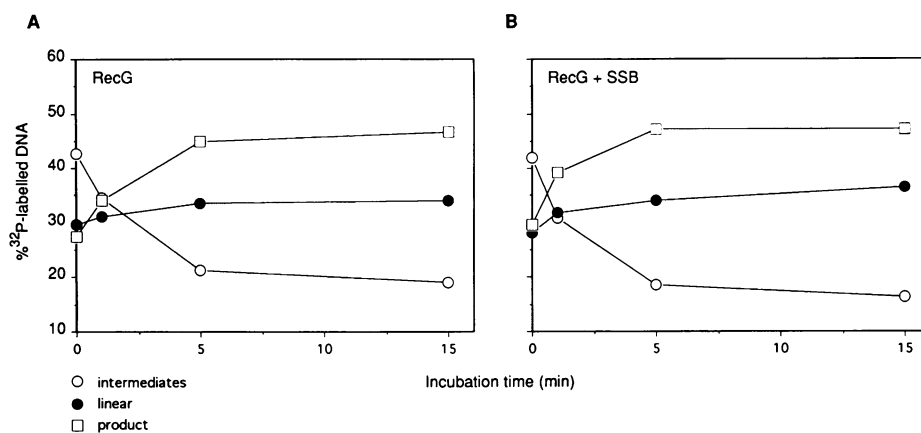 A
B
60
50
40
30
20
10
%32P-labelled DNA
RecG
RecG + SSB
0 5 10 15
0 5 10 15
Incubation time (min)
intermediates
linear
product